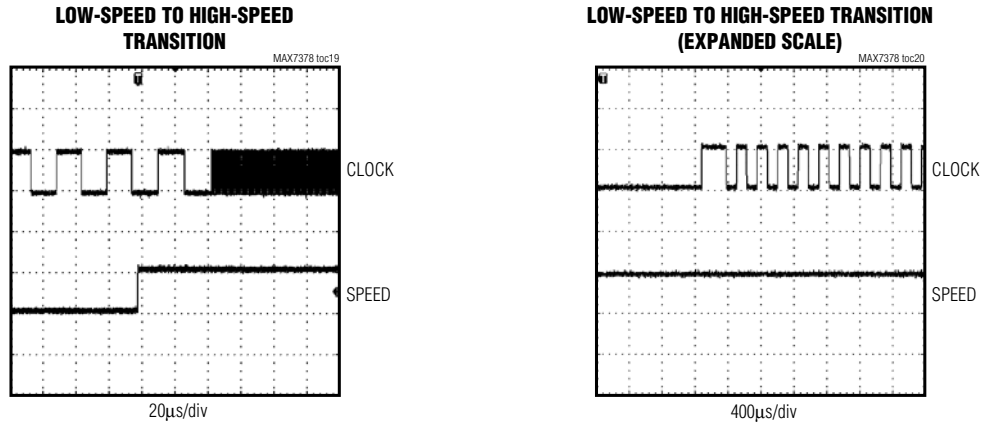 LOW-SPEED TO HIGH-SPEED
TRANSITION
MAX7378 toc19
T
CLOCK
SPEED
20µs/div
LOW-SPEED TO HIGH-SPEED TRANSITION
(EXPANDED SCALE)
MAX7378 toc20
T
CLOCK
SPEED
400µs/div